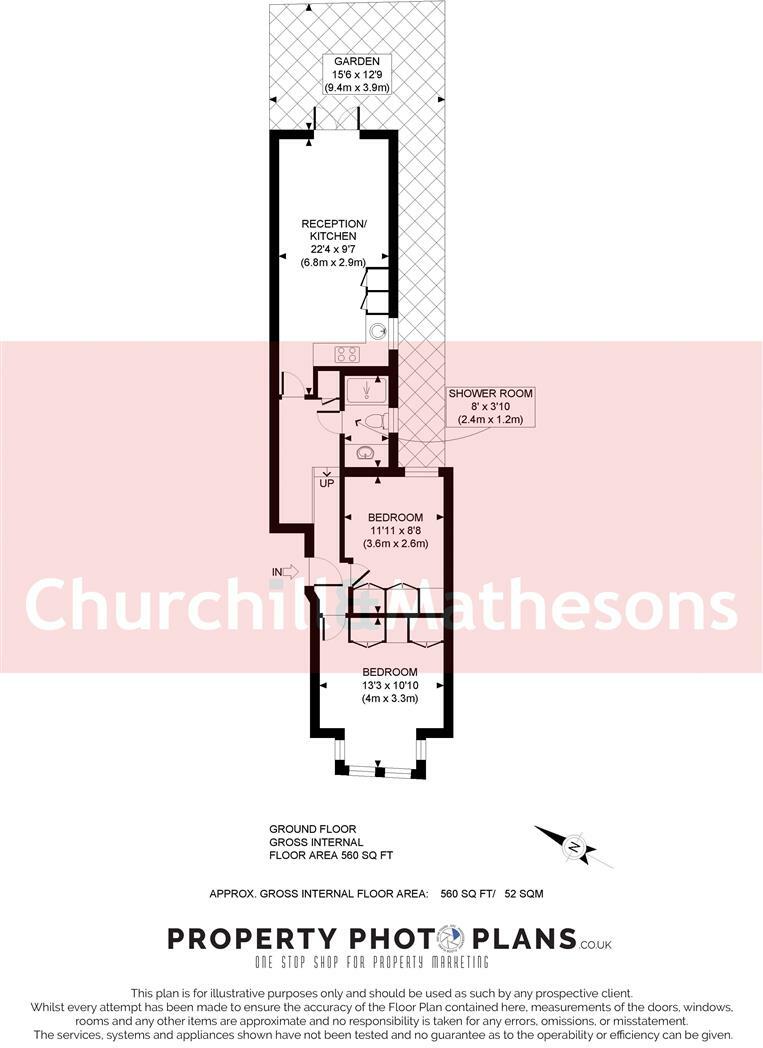 GARDEN
15'6 x 12'9
(9.4m x 3.9m)
RECEPTION/
KITCHEN
22'4 x 9'7
(6.8m x 2.9m)
SHOWER ROOM
8' x 3'10
(2.4m x 1.2m)
UP
BEDROOM
11'11 x 8'8
(3.6m x 2.6m)
IN
Churchill & Mathesons
BEDROOM
13'3 x 10'10
(4m x 3.3m)
GROUND FLOOR
GROSS INTERNAL
FLOOR AREA 560 SQ FT
N
APPROX. GROSS INTERNAL FLOOR AREA: 560 SQ FT/ 52 SQM
PROPERTY PHOTO PLANS.CO.UK
ONE STOP SHOP FOR PROPERTY MARKETING
This plan is for illustrative purposes only and should be used as such by any prospective client.
Whilst every attempt has been made to ensure the accuracy of the Floor Plan contained here, measurements of the doors, windows,
rooms and any other items are approximate and no responsibility is taken for any errors, omissions, or misstatement.
The services, systems and appliances shown have not been tested and no guarantee as to the operability or efficiency can be given.